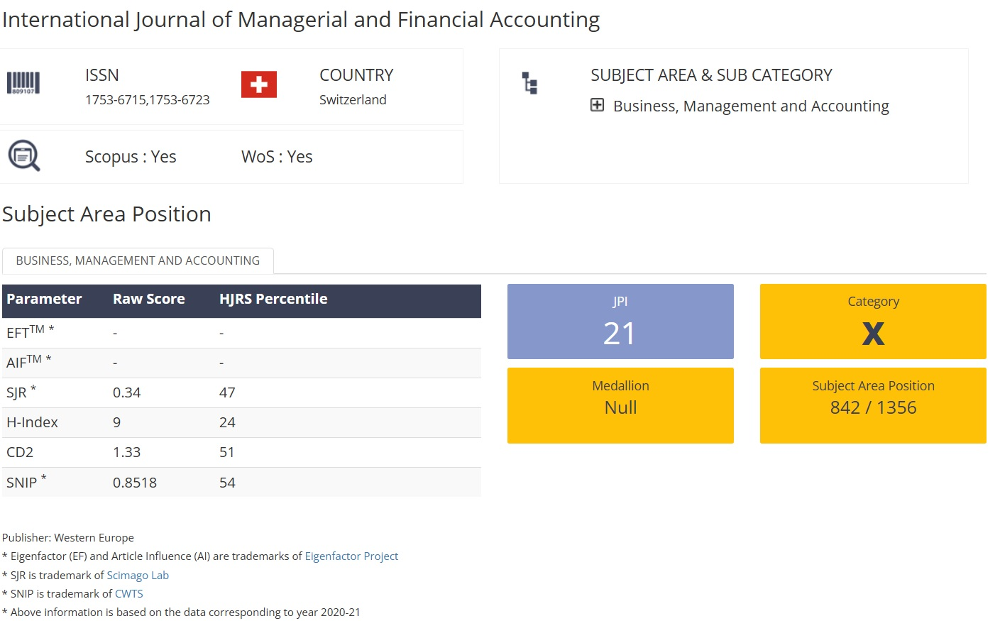 International Journal of Managerial and Financial Accounting
ISSN
1753-6715,1753-6723
COUNTRY
Switzerland
809107
SUBJECT AREA & SUB CATEGORY
Business, Management and Accounting
Scopus : Yes
WoS : Yes
Subject Area Position
BUSINESS, MANAGEMENT AND ACCOUNTING
Parameter Raw Score HJRS Percentile
EFT™ * - -
AIF™ * - -
SJR * 0.34 47
H-Index 9 24
CD2 1.33 51
SNIP * 0.8518 54
JPI
21
Category
X
Medallion
Null
Subject Area Position
842 / 1356
Publisher: Western Europe
* Eigenfactor (EF) and Article Influence (AI) are trademarks of Eigenfactor Project
* SJR is trademark of Scimago Lab
* SNIP is trademark of CWTS
* Above information is based on the data corresponding to year 2020-21